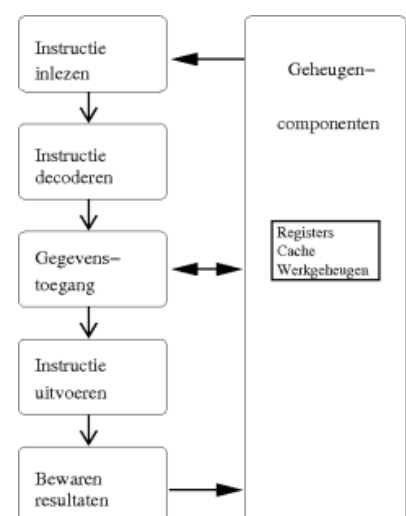 Instructie
inlezen
Instructie
decoderen
Gegevens–
toegang
Instructie
uitvoeren
Bewaren
resultaten
Geheugen–
componenten
Registers
Cache
Werkgeheugen